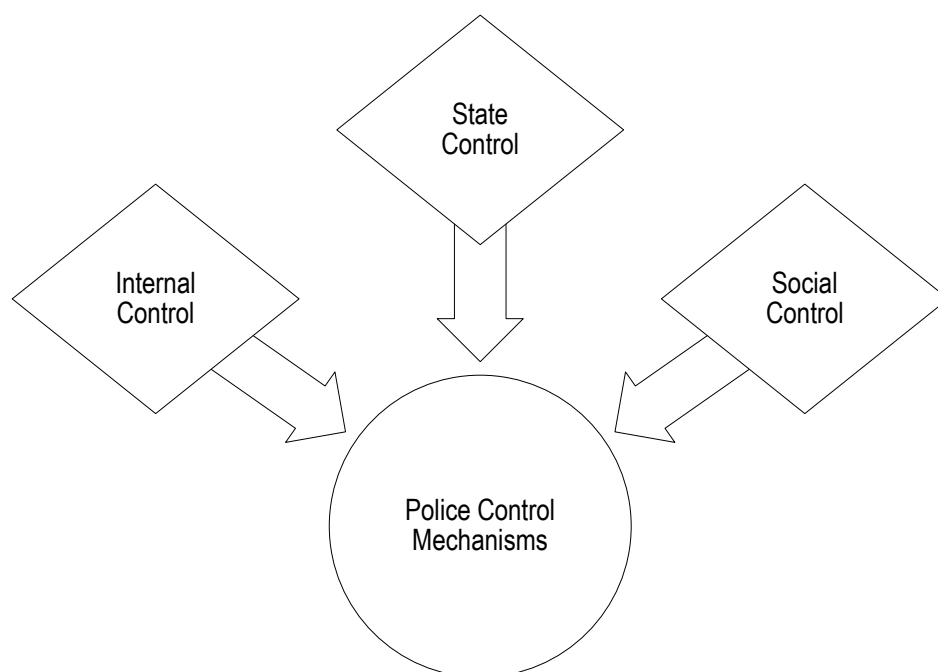 State
Control
Internal
Control
Social
Control
Police Control
Mechanisms